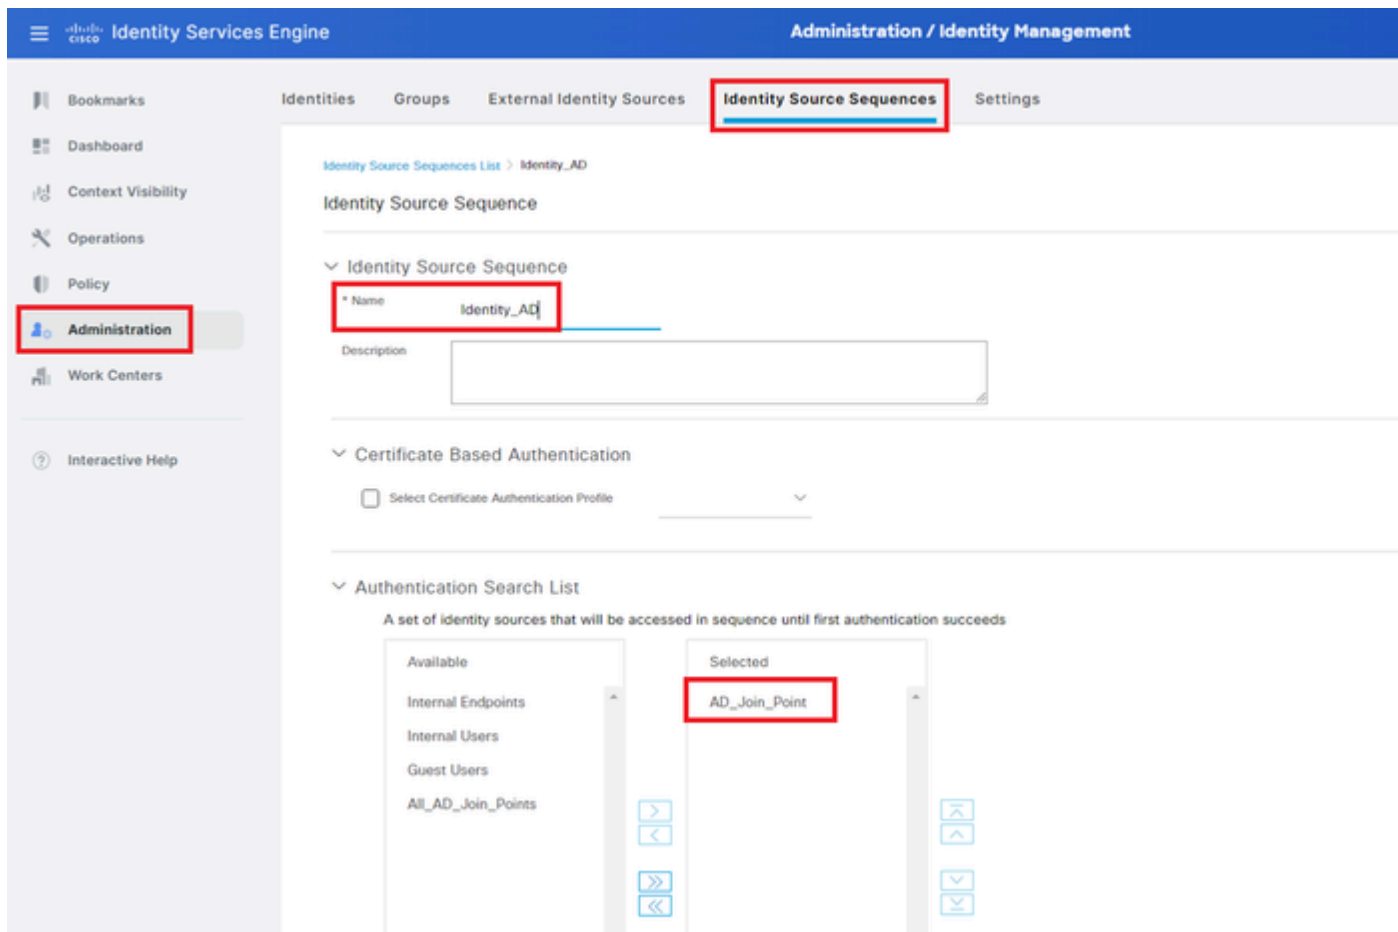 cisco Identity Services Engine
Administration / Identity Management
Bookmarks
Dashboard
Context Visibility
Operations
Policy
Administration
Work Centers
Interactive Help
Identities Groups External Identity Sources Identity Source Sequences Settings
Identity Source Sequences List > Identity_AD
Identity Source Sequence
Identity Source Sequence
* Name Identity_AD
Description
Certificate Based Authentication
Select Certificate Authentication Profile
Authentication Search List
A set of identity sources that will be accessed in sequence until first authentication succeeds
Available
Internal Endpoints
Internal Users
Guest Users
All_AD_Join_Points
Selected
AD_Join_Point